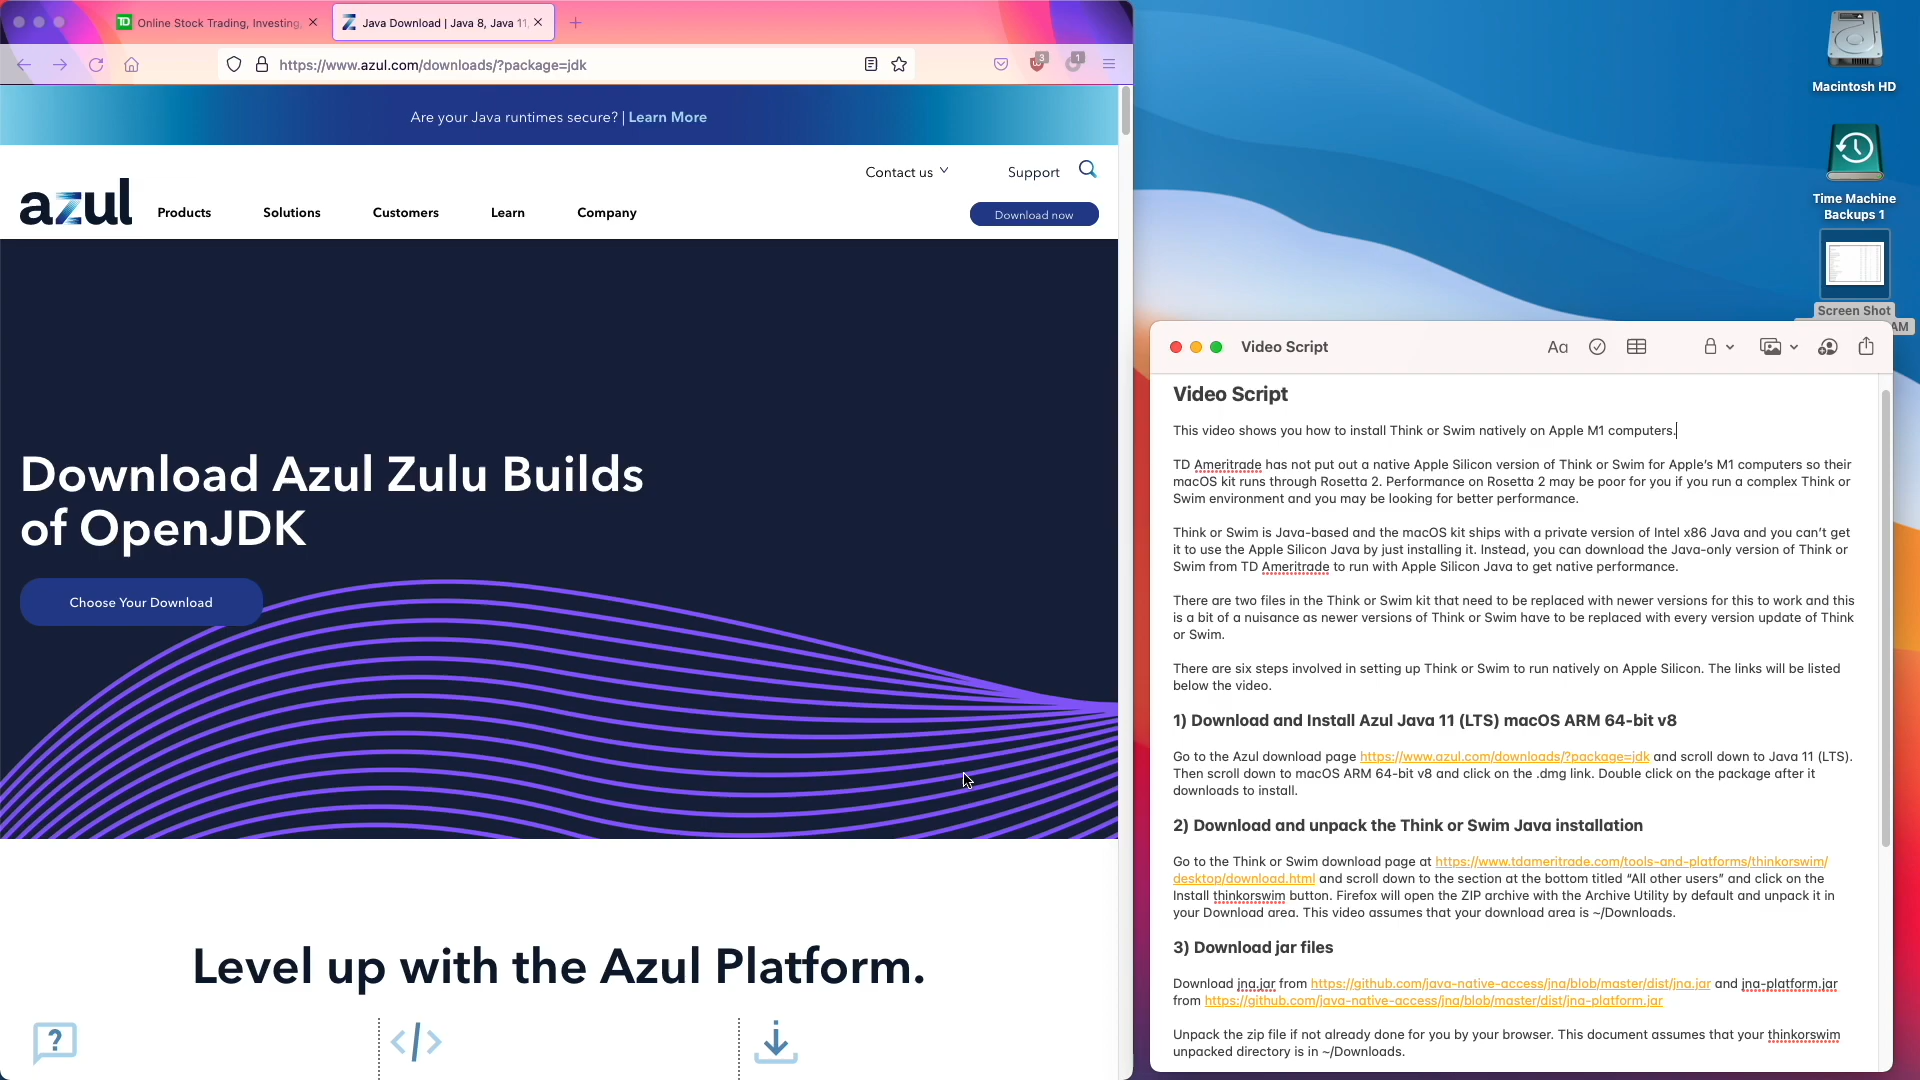 Online Stock Trading, Investing,
Java Download | Java 8, Java 11,
https://www.azul.com/downloads/?package=jdk
3
1
Are your Java runtimes secure? | Learn More
Contact us
Support
azul
Products
Solutions
Customers
Learn
Company
Download now
Download Azul Zulu Builds
of OpenJDK
Choose Your Download
Level up with the Azul Platform.
Macintosh HD
Time Machine
Backups 1
Screen Shot
AM
Video Script
Aa
Video Script
This video shows you how to install Think or Swim natively on Apple M1 computers.
TD Ameritrade has not put out a native Apple Silicon version of Think or Swim for Apple's M1 computers so their
macOS kit runs through Rosetta 2. Performance on Rosetta 2 may be poor for you if you run a complex Think or
Swim environment and you may be looking for better performance.
Think or Swim is Java-based and the macOS kit ships with a private version of Intel x86 Java and you can't get
it to use the Apple Silicon Java by just installing it. Instead, you can download the Java-only version of Think or
Swim from TD Ameritrade to run with Apple Silicon Java to get native performance.
There are two files in the Think or Swim kit that need to be replaced with newer versions for this to work and this
is a bit of a nuisance as newer versions of Think or Swim have to be replaced with every version update of Think
or Swim.
There are six steps involved in setting up Think or Swim to run natively on Apple Silicon. The links will be listed
below the video.
1) Download and Install Azul Java 11 (LTS) macOS ARM 64-bit v8
Go to the Azul download page https://www.azul.com/downloads/?package=jdk and scroll down to Java 11 (LTS).
Then scroll down to macOS ARM 64-bit v8 and click on the .dmg link. Double click on the package after it
downloads to install.
2) Download and unpack the Think or Swim Java installation
Go to the Think or Swim download page at https://www.tdameritrade.com/tools-and-platforms/thinkorswim/
desktop/download.html and scroll down to the section at the bottom titled "All other users" and click on the
Install thinkorswim button. Firefox will open the ZIP archive with the Archive Utility by default and unpack it in
your Download area. This video assumes that your download area is ~/Downloads.
3) Download jar files
Download jna.jar from https://github.com/java-native-access/jna/blob/master/dist/jna.jar and jna-platform.jar
from https://github.com/java-native-access/jna/blob/master/dist/jna-platform.jar
Unpack the zip file if not already done for you by your browser. This document assumes that your thinkorswim
unpacked directory is in ~/Downloads.